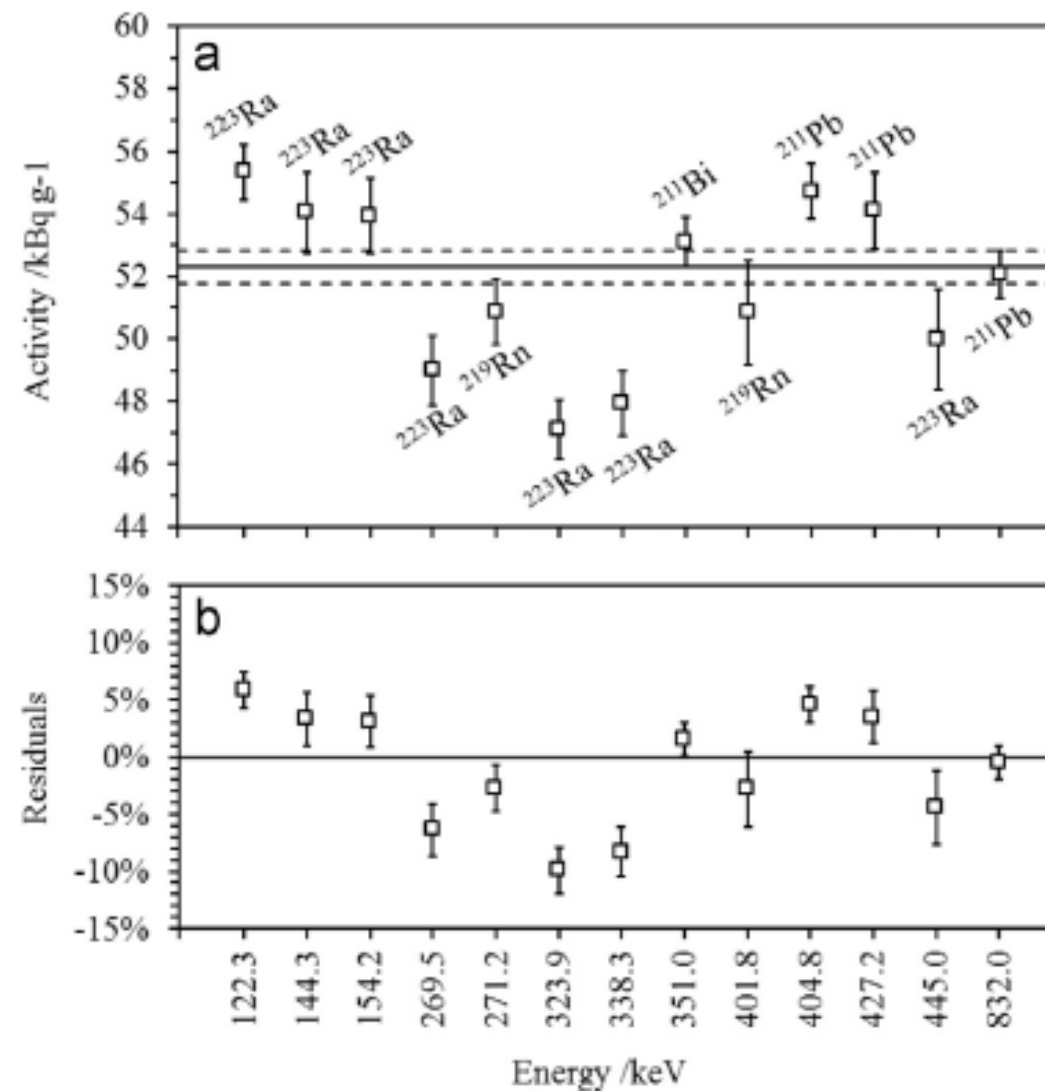 a
Activity /kBq g-1
60
58
56
54
52
50
48
46
44
²²³Ra
²²³Ra
²²³Ra
²²³Ra
²¹⁹Rn
²²³Ra
²²³Ra
²¹¹Bi
²¹⁹Rn
²¹¹Pb
²¹¹Pb
²²³Ra
²¹¹Pb
b
Residuals
15%
10%
5%
0%
-5%
-10%
-15%
122.3
144.3
154.2
269.5
271.2
323.9
338.3
351.0
401.8
404.8
427.2
445.0
832.0
Energy /keV